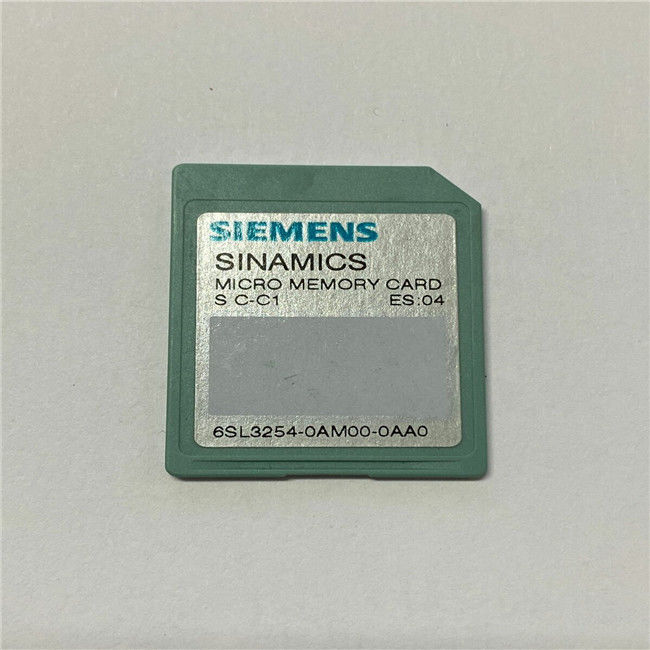 SIEMENS
SINAMICS
MICRO MEMORY CARD
S C-C1 ES:04
6SL3254-0AM00-0AA0